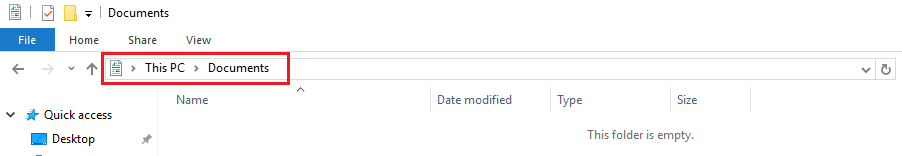 Documents
File Home Share View
This PC Documents
Name Date modified Type Size
Quick access
This folder is empty.
Desktop